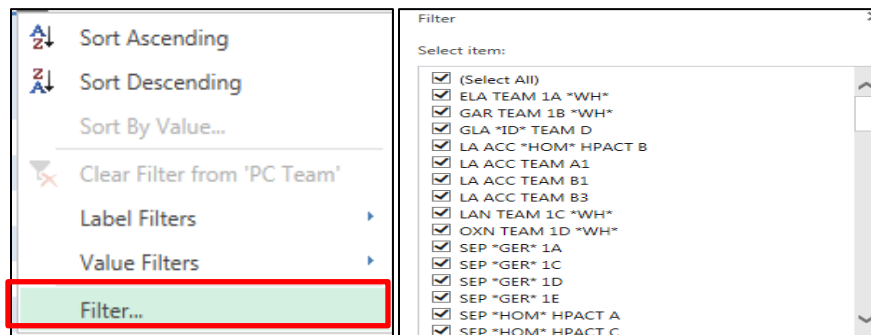 Sort Ascending
Sort Descending
Sort By Value...
Clear Filter from 'PC Team'
Label Filters
Value Filters
Filter...
Filter
Select item:
(Select All)
ELA TEAM 1A *WH*
GAR TEAM 1B *WH*
GLA *ID* TEAM D
LA ACC *HOM* HPACT B
LA ACC TEAM A1
LA ACC TEAM B1
LA ACC TEAM B3
LAN TEAM 1C *WH*
OXN TEAM 1D *WH*
SEP *GER* 1A
SEP *GER* 1C
SEP *GER* 1D
SEP *GER* 1E
SEP *HOM* HPACT A
SEP *HOM* HPACT C